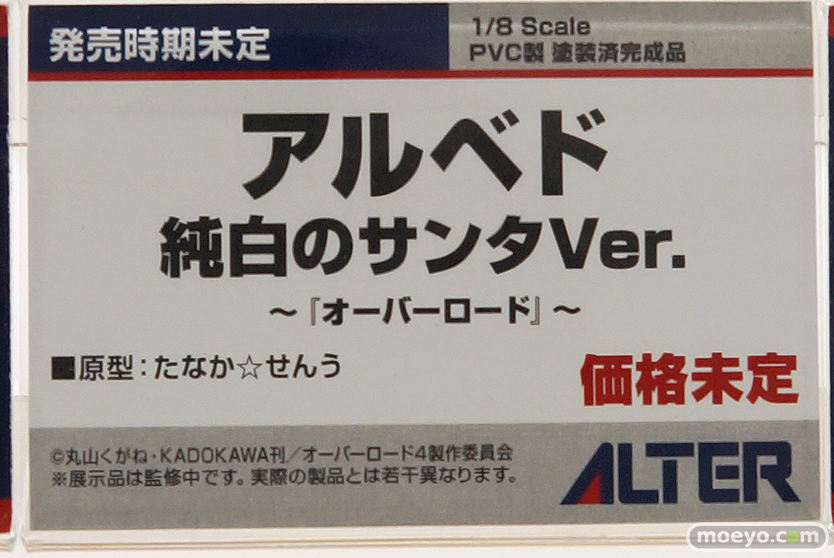 発売時期未定
1/8 Scale
PVC製 塗装済完成品
アルベド
純白のサンタVer.
～『オーバーロード』～
■原型：たなか☆せんう
価格未定
©丸山くがね・KADOKAWA刊／オーバーロード4製作委員会
※展示品は監修中です。実際の製品とは若干異なります。
ALTER
moeyo.com